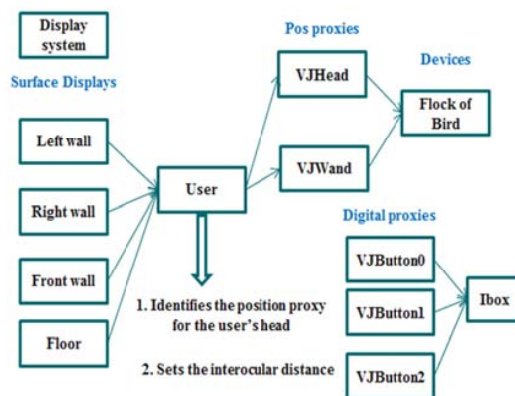 Display
system
Surface Displays
Left wall
Right wall
Front wall
Floor
User
1. Identifies the position proxy
for the user's head
2. Sets the interocular distance
Pos proxies
VJHead
VJWand
Devices
Flock of
Bird
Digital proxies
VJButton0
VJButton1
VJButton2
Ibox